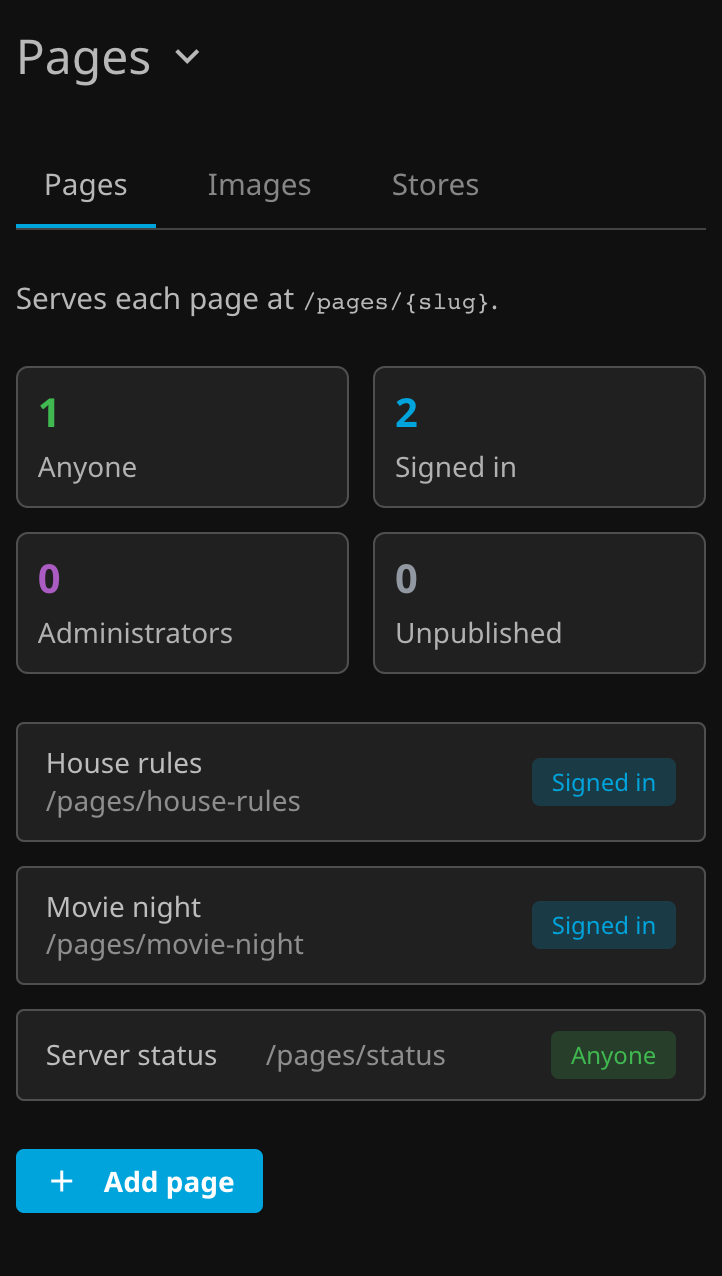 Pages
Pages Images Stores
Serves each page at /pages/{slug}.
1
Anyone
2
Signed in
0
Administrators
0
Unpublished
House rules
/pages/house-rules
Signed in
Movie night
/pages/movie-night
Signed in
Server status /pages/status Anyone
+ Add page